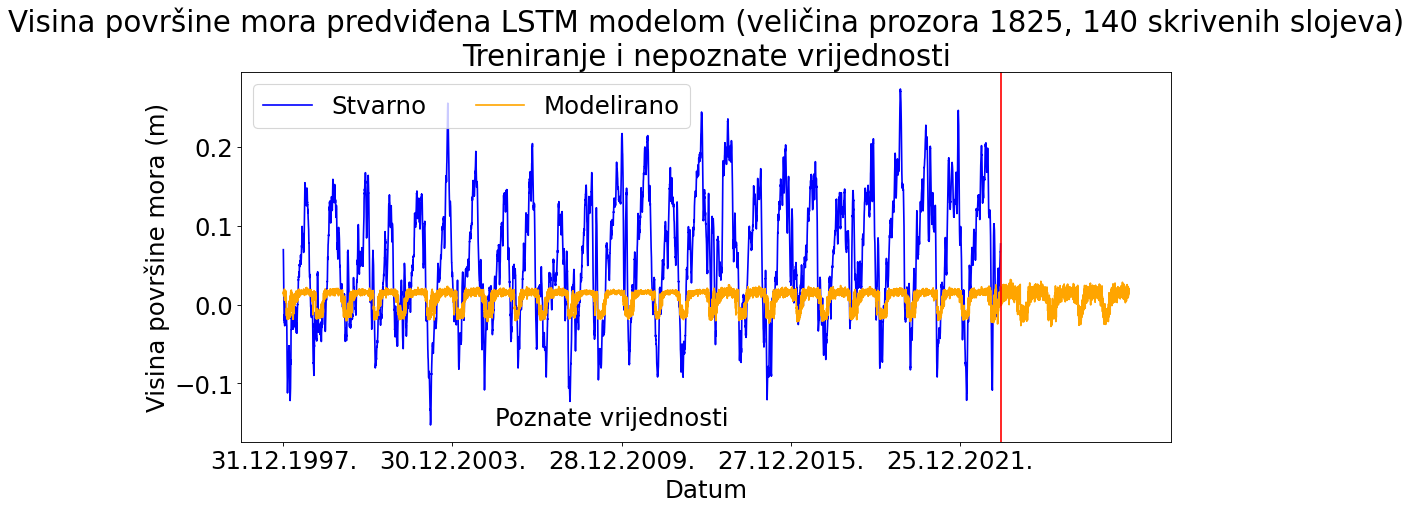 Visina površine mora predviđena LSTM modelom (veličina prozora 1825, 140 skrivenih slojeva)
Treniranje i nepoznate vrijednosti
Stvarno Modelirano
Visina površine mora (m)
0.2
0.1
0.0
−0.1
Poznate vrijednosti
31.12.1997. 30.12.2003. 28.12.2009. 27.12.2015. 25.12.2021.
Datum